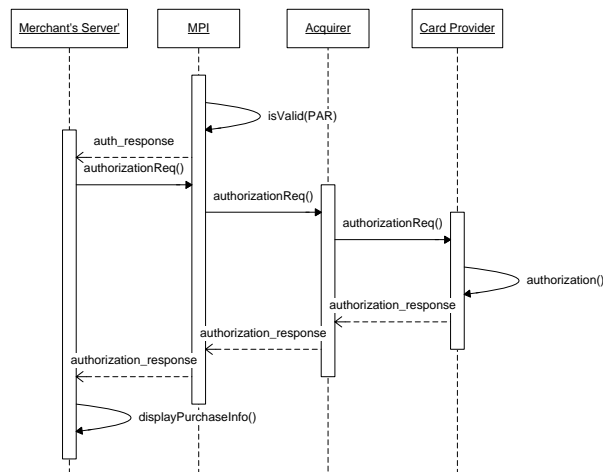 Merchant's Server'
MPI
Acquirer
Card Provider
isValid(PAR)
auth_response
authorizationReq()
authorizationReq()
authorizationReq()
authorization()
authorization_response
authorization_response
authorization_response
displayPurchaseInfo()